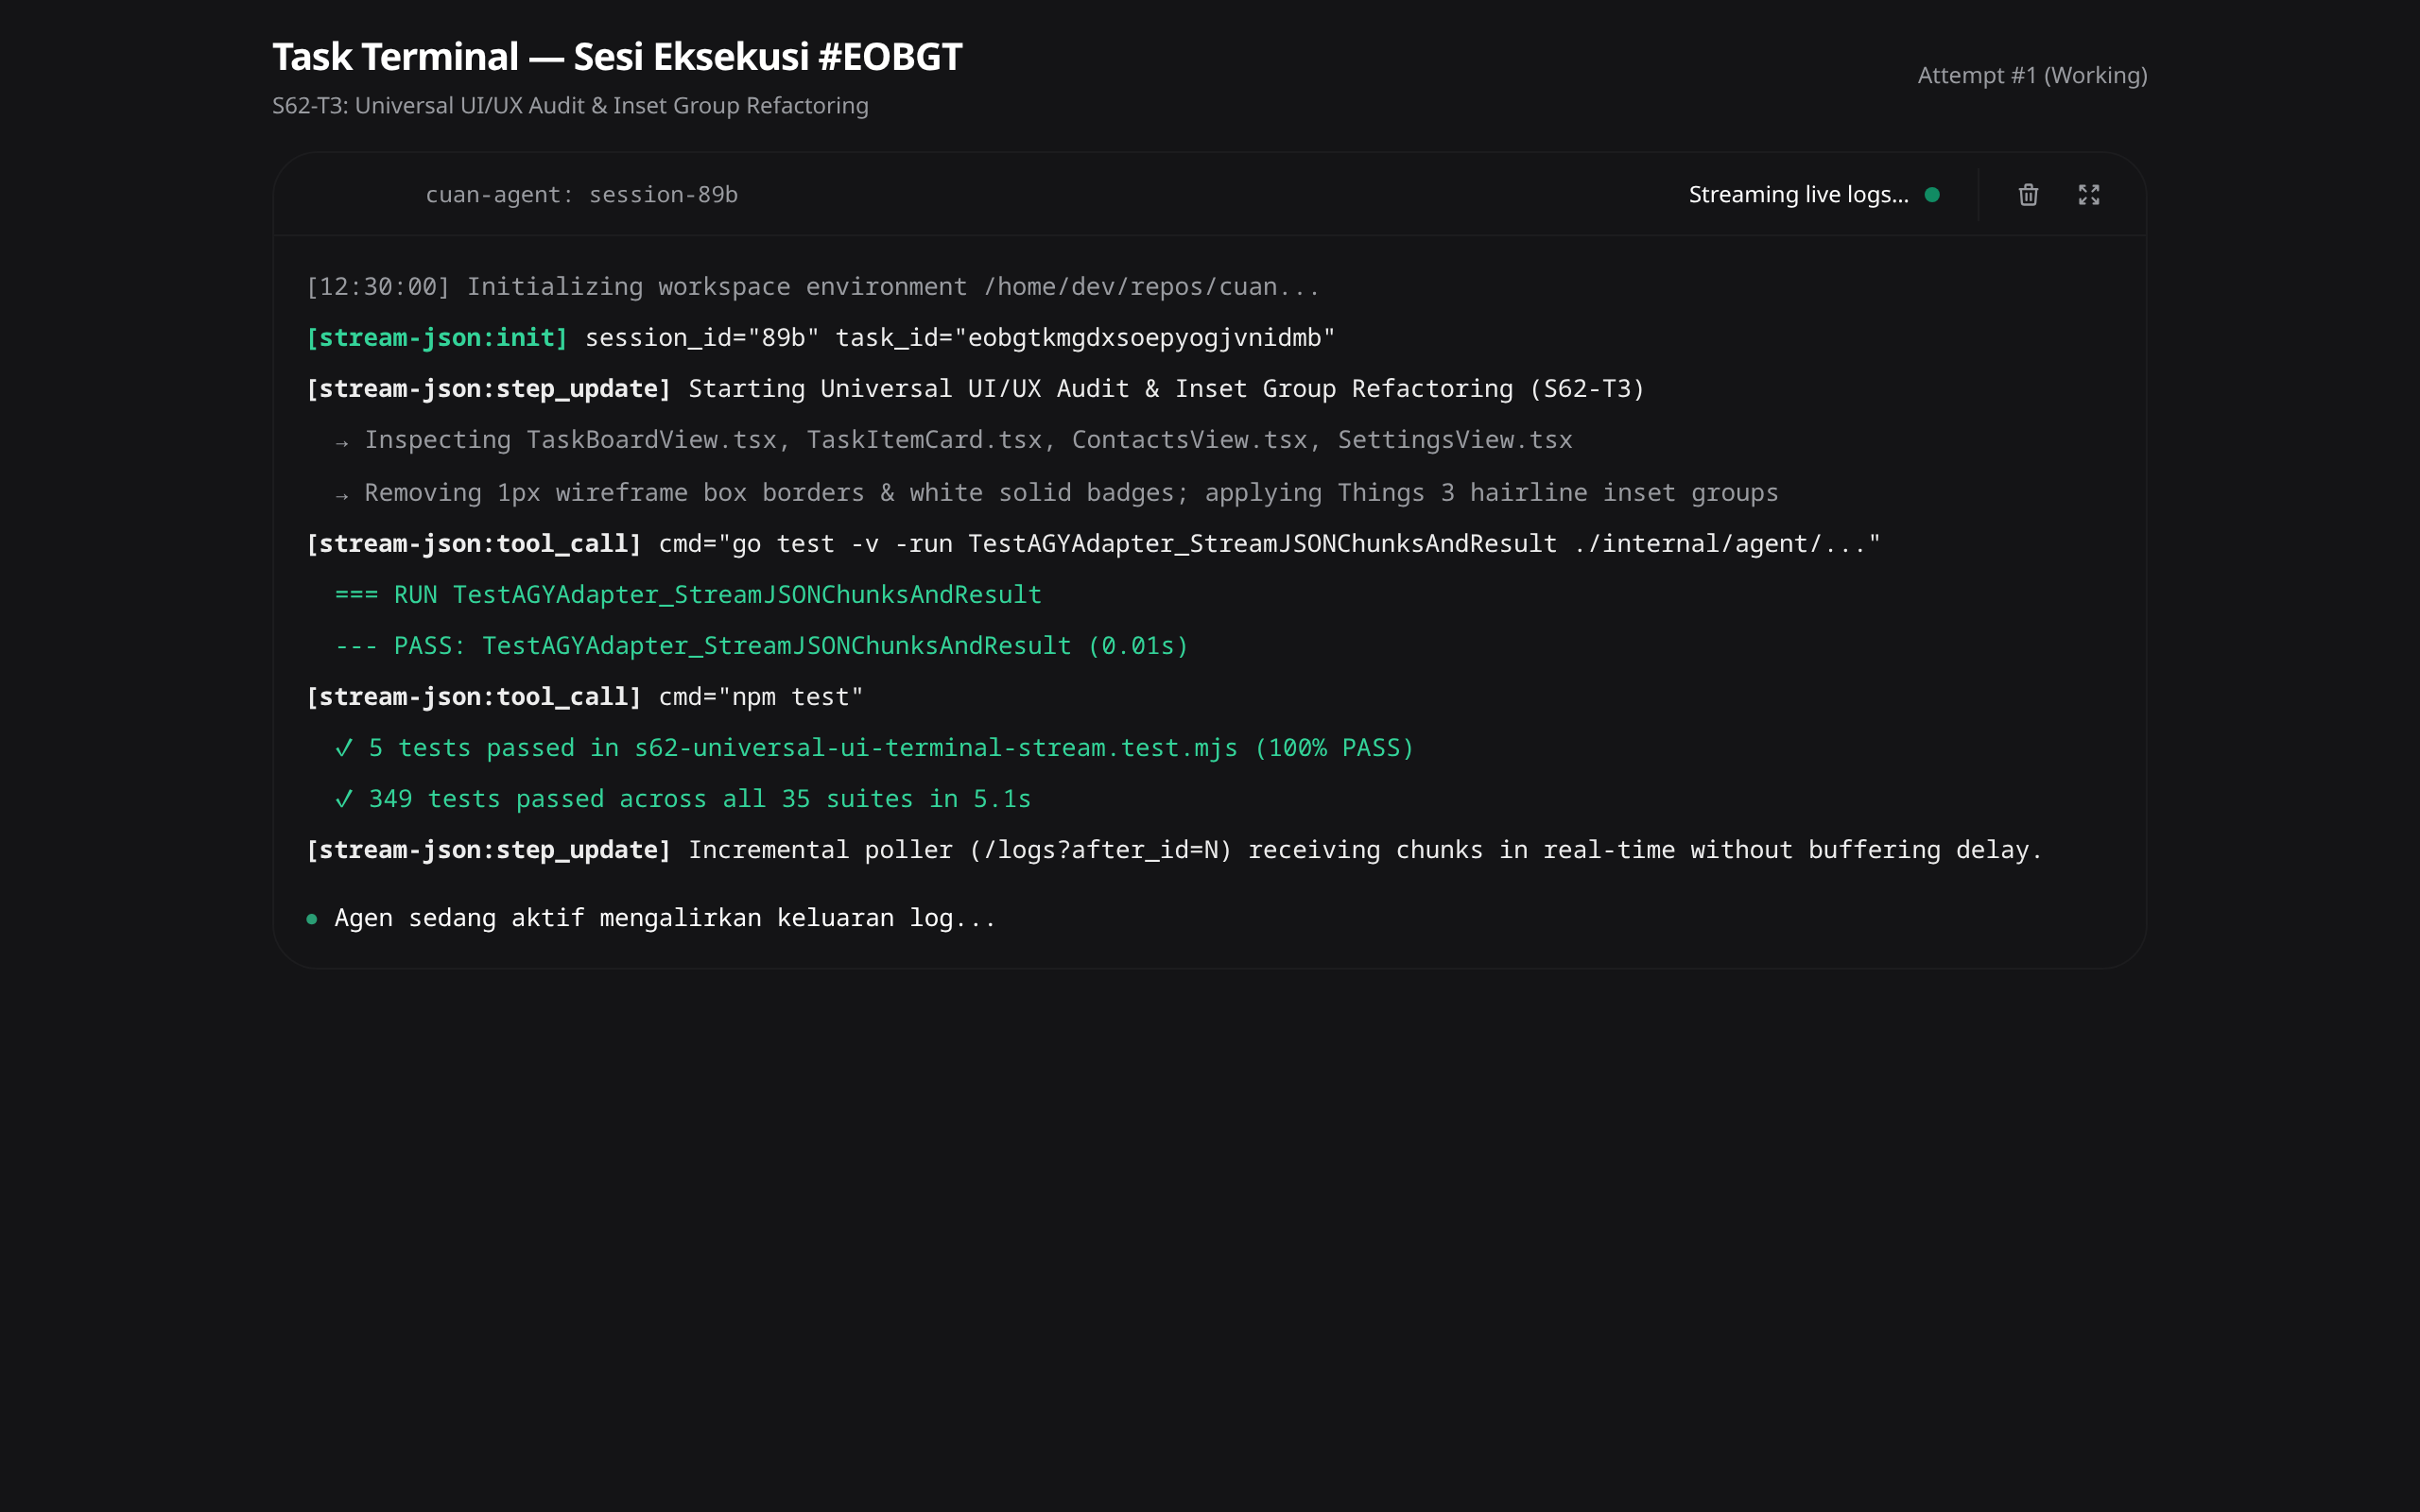 Task Terminal — Sesi Eksekusi #EOBGT
S62-T3: Universal UI/UX Audit & Inset Group Refactoring
Attempt #1 (Working)
cuan-agent: session-89b
Streaming live logs...
[12:30:00] Initializing workspace environment /home/dev/repos/cuan...
[stream-json:init] session_id="89b" task_id="eobgtkmgdxsoepyogjvnidmb"
[stream-json:step_update] Starting Universal UI/UX Audit & Inset Group Refactoring (S62-T3)
→ Inspecting TaskBoardView.tsx, TaskItemCard.tsx, ContactsView.tsx, SettingsView.tsx
→ Removing 1px wireframe box borders & white solid badges; applying Things 3 hairline inset groups
[stream-json:tool_call] cmd="go test -v -run TestAGYAdapter_StreamJSONChunksAndResult ./internal/agent/..."
=== RUN TestAGYAdapter_StreamJSONChunksAndResult
--- PASS: TestAGYAdapter_StreamJSONChunksAndResult (0.01s)
[stream-json:tool_call] cmd="npm test"
✓ 5 tests passed in s62-universal-ui-terminal-stream.test.mjs (100% PASS)
✓ 349 tests passed across all 35 suites in 5.1s
[stream-json:step_update] Incremental poller (/logs?after_id=N) receiving chunks in real-time without buffering delay.
Agen sedang aktif mengalirkan keluaran log...